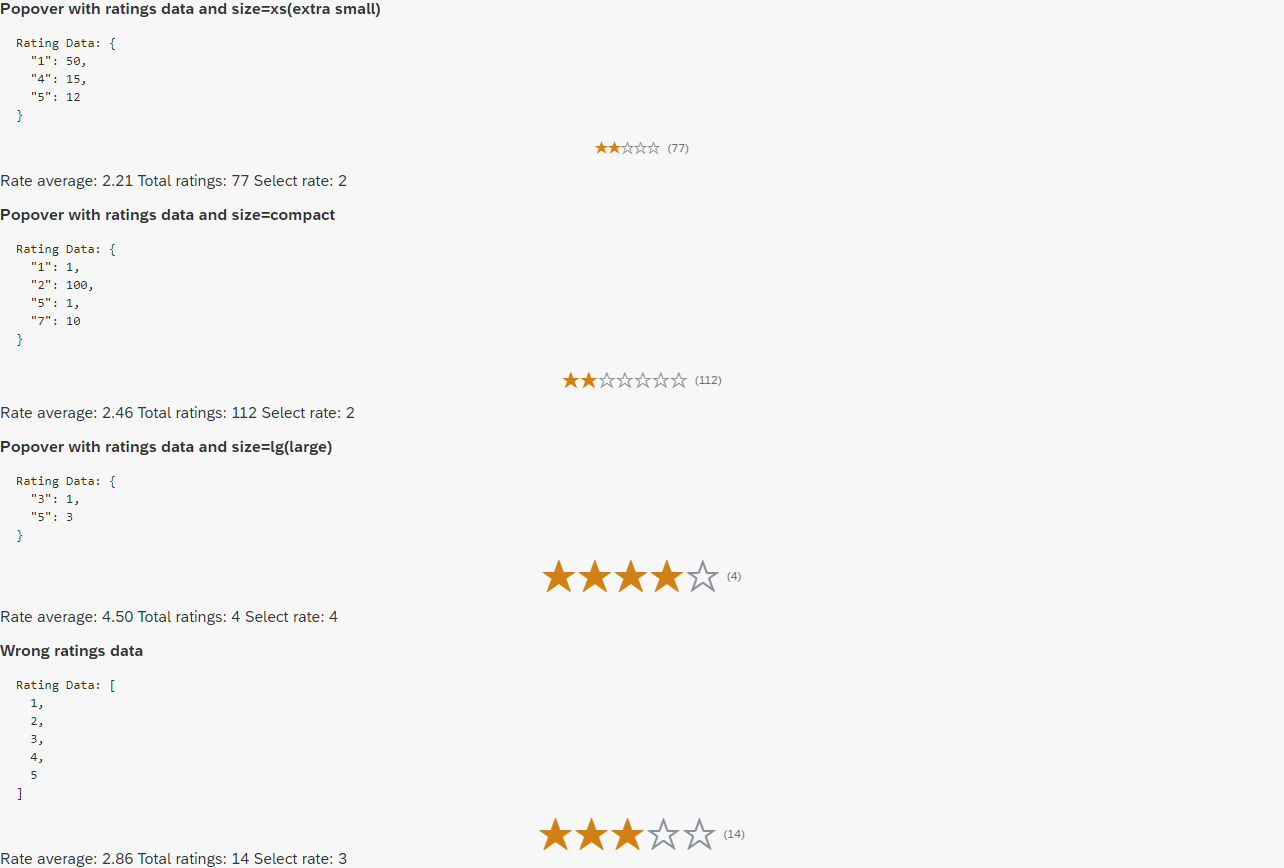 Popover with ratings data and size=xs(extra small)
Rating Data: {
"1": 50,
"4": 15,
"5": 12
}
(77)
Rate average: 2.21 Total ratings: 77 Select rate: 2
Popover with ratings data and size=compact
Rating Data: {
"1": 1,
"2": 100,
"5": 1,
"7": 10
}
(112)
Rate average: 2.46 Total ratings: 112 Select rate: 2
Popover with ratings data and size=lg(large)
Rating Data: {
"3": 1,
"5": 3
}
(4)
Rate average: 4.50 Total ratings: 4 Select rate: 4
Wrong ratings data
Rating Data: [
1,
2,
3,
4,
5
]
(14)
Rate average: 2.86 Total ratings: 14 Select rate: 3